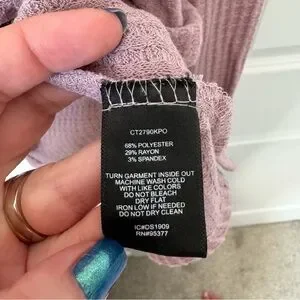 CT2790KPO
68% POLYESTER
29% RAYON
3% SPANDEX
TURN GARMENT INSIDE OUT
MACHINE WASH COLD
WITH LIKE COLORS
DO NOT BLEACH
DRY FLAT
IRON LOW IF NEEDED
DO NOT DRY CLEAN
IC#DS1909
RN#95377